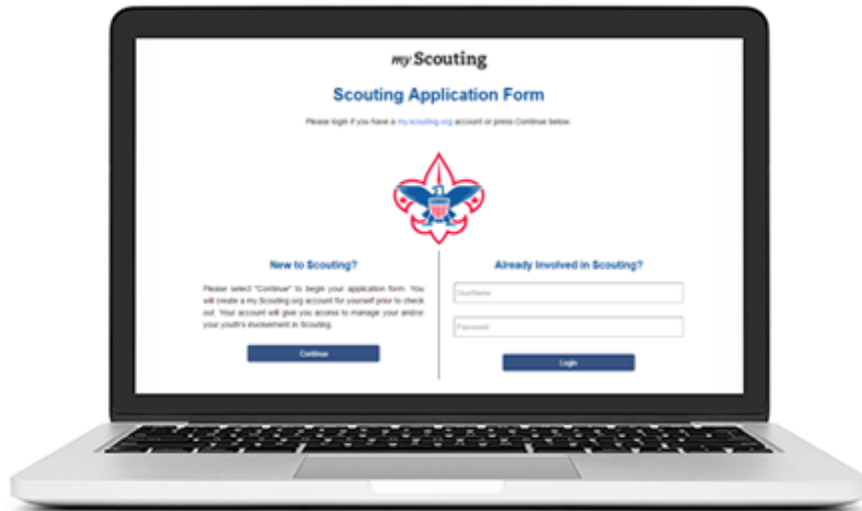 my Scouting
Scouting Application Form
Please login if you have a my.scouting.org account or press Continue below.
New to Scouting?
Please select "Continue" to begin your application form. You
will create a my.Scouting.org account for yourself prior to check
out. Your account will give you access to manage your and/or
your youth's involvement in Scouting.
Continue
Already Involved in Scouting?
UserName
Password
Login